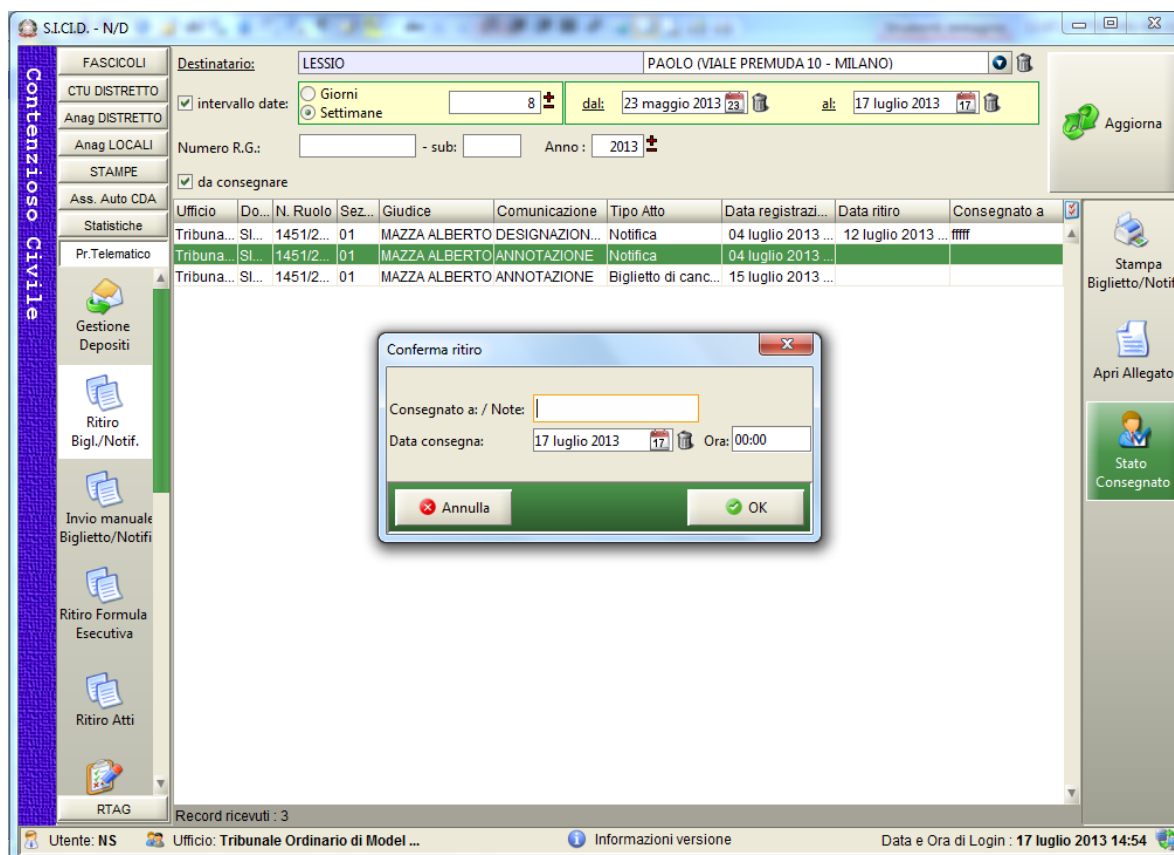 S.I.CI.D. - N/D
Contenzioso Civile
FASCICOLI
CTU DISTRETTO
Anag DISTRETTO
Anag LOCALI
STAMPE
Ass. Auto CDA
Statistiche
Pr.Telematico
Gestione
Depositi
Ritiro
Bigl./Notif.
Invio manuale
Biglietto/Notifi
Ritiro Formula
Esecutiva
Ritiro Atti
RTAG
Destinatario: LESSIO PAOLO (VIALE PREMUDA 10 - MILANO)
intervallo date: Giorni
Settimane 8 dal: 23 maggio 2013 23 al: 17 luglio 2013 17
Numero R.G.: - sub: Anno : 2013
da consegnare
Aggiorna
Ufficio Do... N. Ruolo Sez... Giudice Comunicazione Tipo Atto Data registrazi... Data ritiro Consegnato a
Tribuna... SI... 1451/2... 01 MAZZA ALBERTO DESIGNAZION... Notifica 04 luglio 2013 ... 12 luglio 2013 ... fffff
Tribuna... SI... 1451/2... 01 MAZZA ALBERTO ANNOTAZIONE Notifica 04 luglio 2013 ...
Tribuna... SI... 1451/2... 01 MAZZA ALBERTO ANNOTAZIONE Biglietto di canc... 15 luglio 2013 ...
Conferma ritiro
Consegnato a: / Note:
Data consegna: 17 luglio 2013 17 Ora: 00:00
Annulla OK
Stampa
Biglietto/Notif
Apri Allegato
Stato
Consegnato
Record ricevuti : 3
Utente: NS Ufficio: Tribunale Ordinario di Model ... Informazioni versione Data e Ora di Login : 17 luglio 2013 14:54